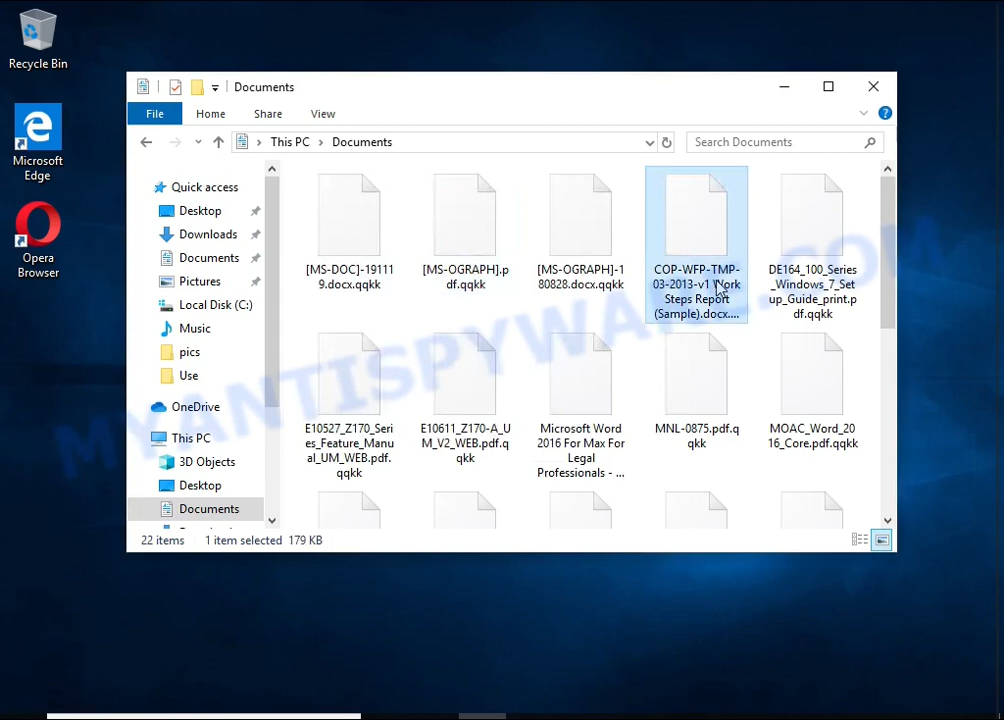 Recycle Bin
Microsoft
Edge
Opera
Browser
Documents
File
Home
Share
View
This PC
Documents
Search Documents
Quick access
Desktop
Downloads
Documents
Pictures
Local Disk (C:)
Music
pics
Use
OneDrive
This PC
3D Objects
Desktop
Documents
[MS-DOC]-19111
9.docx.qqkk
[MS-OGRAPH].p
df.qqkk
[MS-OGRAPH]-1
80828.docx.qqkk
COP-WFP-TMP-
03-2013-v1 Work
Steps Report
(Sample).docx....
DE164_100_Series
_Windows_7_Set
up_Guide_print.p
df.qqkk
E10527_Z170_Seri
es_Feature_Manu
al_UM_WEB.pdf.
qqkk
E10611_Z170-A_U
M_V2_WEB.pdf.q
qkk
Microsoft Word
2016 For Max For
Legal
Professionals - ...
MNL-0875.pdf.q
qkk
MOAC_Word_20
16_Core.pdf.qqkk
22 items
1 item selected
179 KB
MYANTISPYWARE.COM